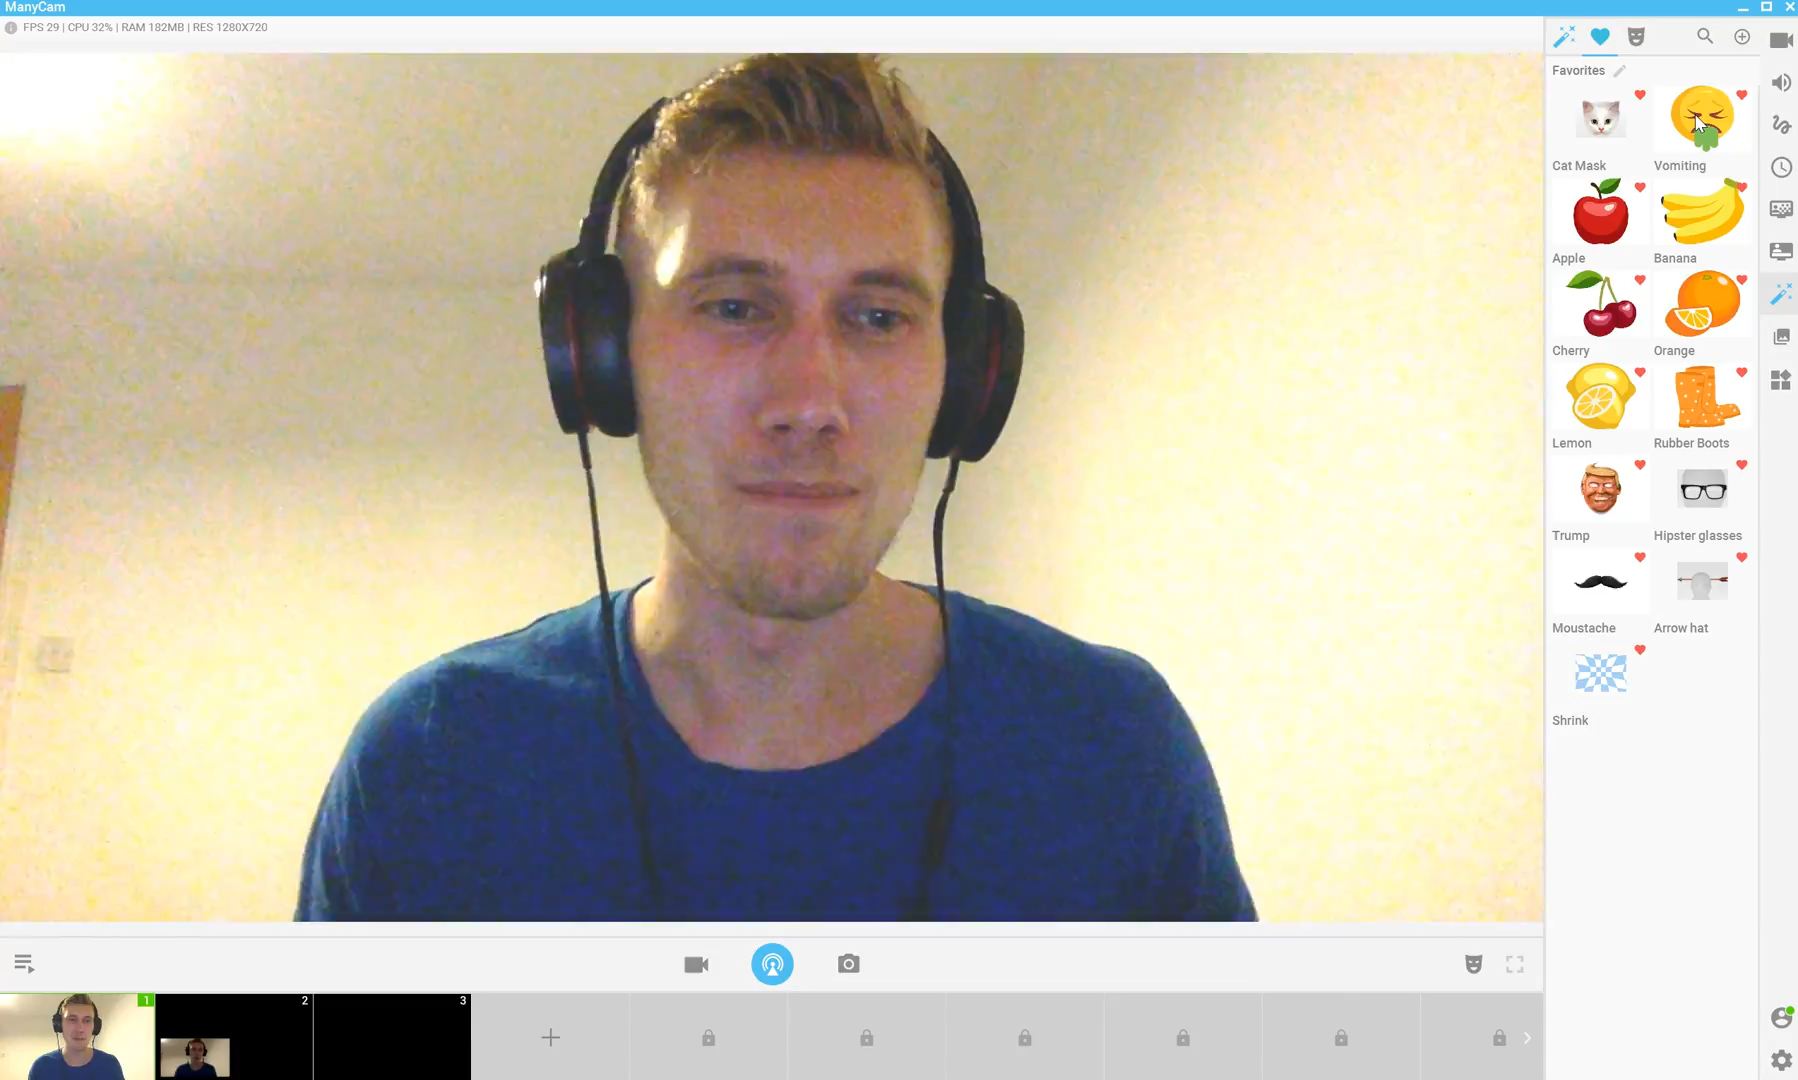 ManyCam
FPS 29 | CPU 32% | RAM 182MB | RES 1280X720
Favorites
Cat Mask
Vomiting
Apple
Banana
Cherry
Orange
Lemon
Rubber Boots
Trump
Hipster glasses
Moustache
Arrow hat
Shrink
1
2
3